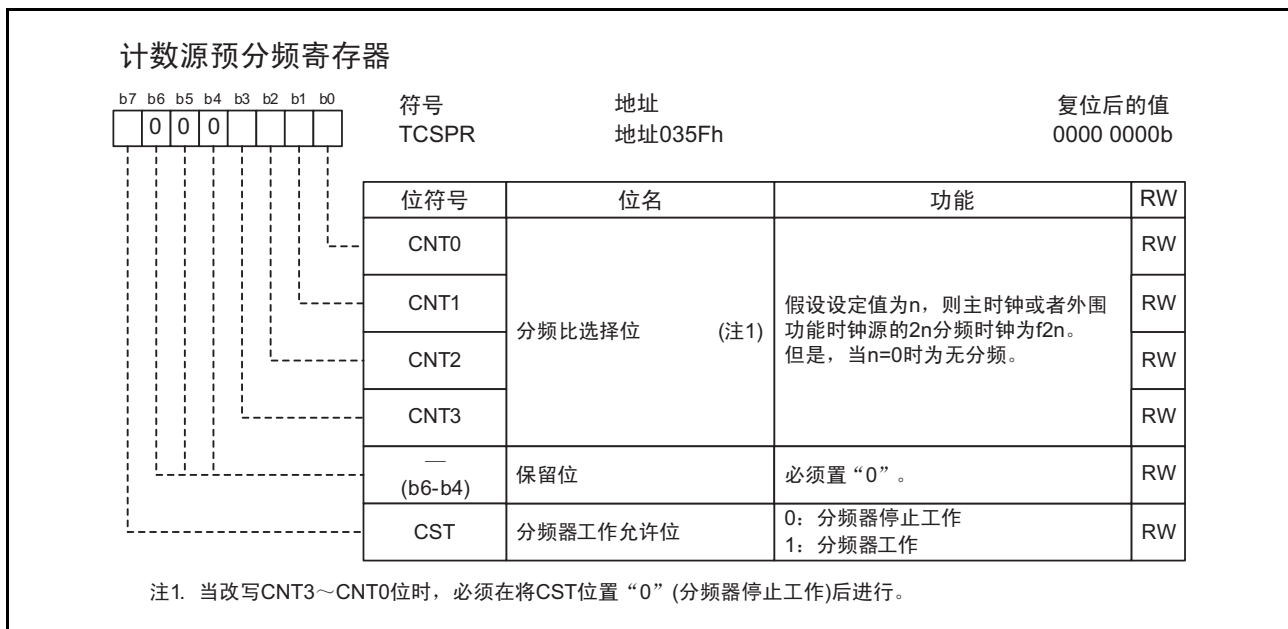 计数源预分频寄存器
b7 b6 b5 b4 b3 b2 b1 b0
0 0 0
符号 地址 复位后的值
TCSPR 地址035Fh 0000 0000b
位符号 位名 功能 RW
CNT0 RW
CNT1 RW
CNT2 RW
CNT3 RW
分频比选择位 (注1)
假设设定值为n，则主时钟或者外围
功能时钟源的2n分频时钟为f2n。
但是，当n=0时为无分频。
—
(b6-b4) 保留位 必须置“0”。 RW
CST 分频器工作允许位 0：分频器停止工作
1：分频器工作 RW
注1. 当改写CNT3～CNT0位时，必须在将CST位置“0”(分频器停止工作)后进行。